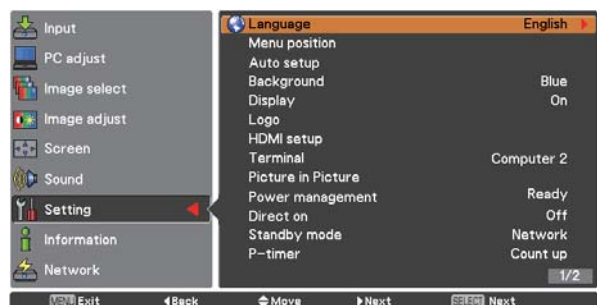 Input
PC adjust
Image select
Image adjust
Screen
Sound
Setting
Information
Network
Language English
Menu position
Auto setup
Background Blue
Display On
Logo
HDMI setup
Terminal Computer 2
Picture in Picture
Power management Ready
Direct on Off
Standby mode Network
P-timer Count up
1/2
MENU Exit Back Move Next SELECT Next